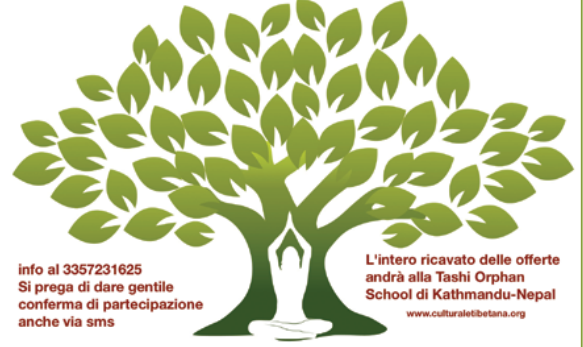 info al 3357231625
Si prega di dare gentile
conferma di partecipazione
anche via sms
L'intero ricavato delle offerte
andrà alla Tashi Orphan
School di Kathmandu-Nepal
www.culturaletibetana.org